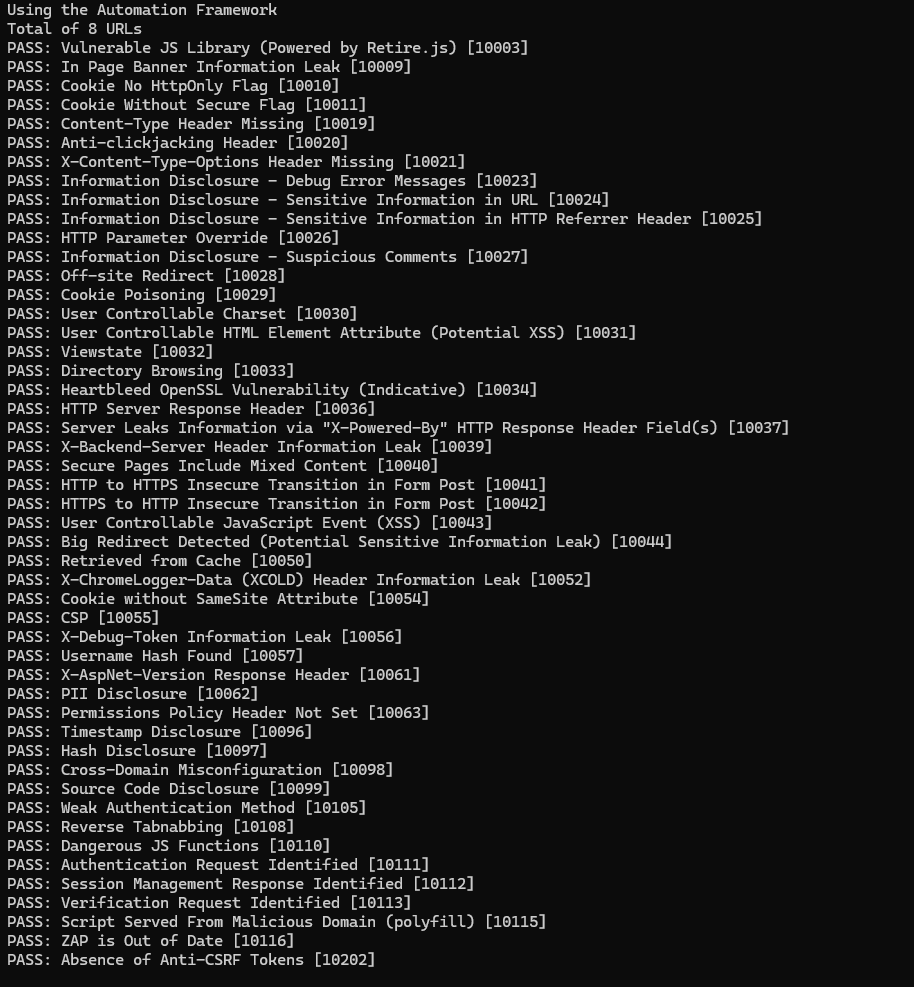 Using the Automation Framework
Total of 8 URLs
PASS: Vulnerable JS Library (Powered by Retire.js) [10003]
PASS: In Page Banner Information Leak [10009]
PASS: Cookie No HttpOnly Flag [10010]
PASS: Cookie Without Secure Flag [10011]
PASS: Content-Type Header Missing [10019]
PASS: Anti-clickjacking Header [10020]
PASS: X-Content-Type-Options Header Missing [10021]
PASS: Information Disclosure - Debug Error Messages [10023]
PASS: Information Disclosure - Sensitive Information in URL [10024]
PASS: Information Disclosure - Sensitive Information in HTTP Referrer Header [10025]
PASS: HTTP Parameter Override [10026]
PASS: Information Disclosure - Suspicious Comments [10027]
PASS: Off-site Redirect [10028]
PASS: Cookie Poisoning [10029]
PASS: User Controllable Charset [10030]
PASS: User Controllable HTML Element Attribute (Potential XSS) [10031]
PASS: Viewstate [10032]
PASS: Directory Browsing [10033]
PASS: Heartbleed OpenSSL Vulnerability (Indicative) [10034]
PASS: HTTP Server Response Header [10036]
PASS: Server Leaks Information via "X-Powered-By" HTTP Response Header Field(s) [10037]
PASS: X-Backend-Server Header Information Leak [10039]
PASS: Secure Pages Include Mixed Content [10040]
PASS: HTTP to HTTPS Insecure Transition in Form Post [10041]
PASS: HTTPS to HTTP Insecure Transition in Form Post [10042]
PASS: User Controllable JavaScript Event (XSS) [10043]
PASS: Big Redirect Detected (Potential Sensitive Information Leak) [10044]
PASS: Retrieved from Cache [10050]
PASS: X-ChromeLogger-Data (XCOLD) Header Information Leak [10052]
PASS: Cookie without SameSite Attribute [10054]
PASS: CSP [10055]
PASS: X-Debug-Token Information Leak [10056]
PASS: Username Hash Found [10057]
PASS: X-AspNet-Version Response Header [10061]
PASS: PII Disclosure [10062]
PASS: Permissions Policy Header Not Set [10063]
PASS: Timestamp Disclosure [10096]
PASS: Hash Disclosure [10097]
PASS: Cross-Domain Misconfiguration [10098]
PASS: Source Code Disclosure [10099]
PASS: Weak Authentication Method [10105]
PASS: Reverse Tabnabbing [10108]
PASS: Dangerous JS Functions [10110]
PASS: Authentication Request Identified [10111]
PASS: Session Management Response Identified [10112]
PASS: Verification Request Identified [10113]
PASS: Script Served From Malicious Domain (polyfill) [10115]
PASS: ZAP is Out of Date [10116]
PASS: Absence of Anti-CSRF Tokens [10202]